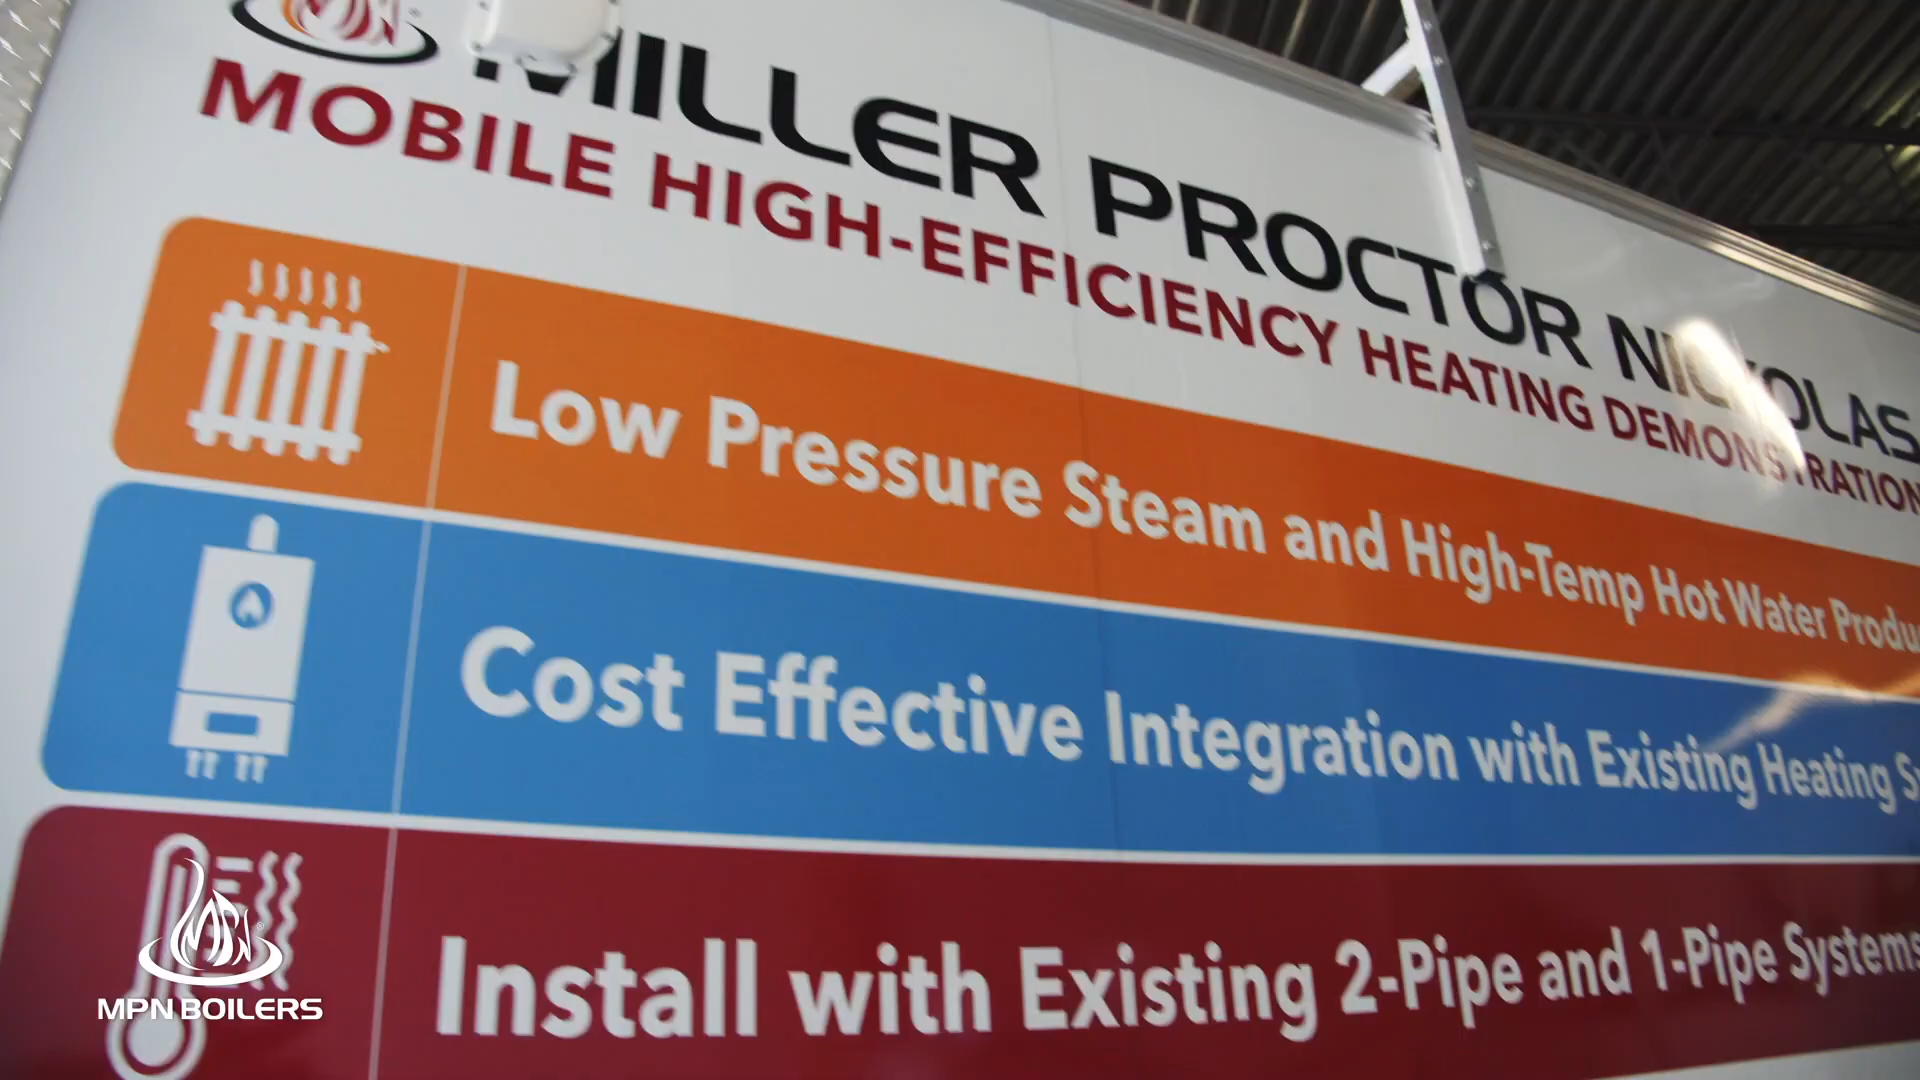 MILLER PROCTOR NICKOLAS
MOBILE HIGH-EFFICIENCY HEATING DEMONSTRATION
Low Pressure Steam and High-Temp Hot Water
Cost Effective Integration with Existing Heating
Install with Existing 2-Pipe and 1-Pipe Systems
MPN BOILERS